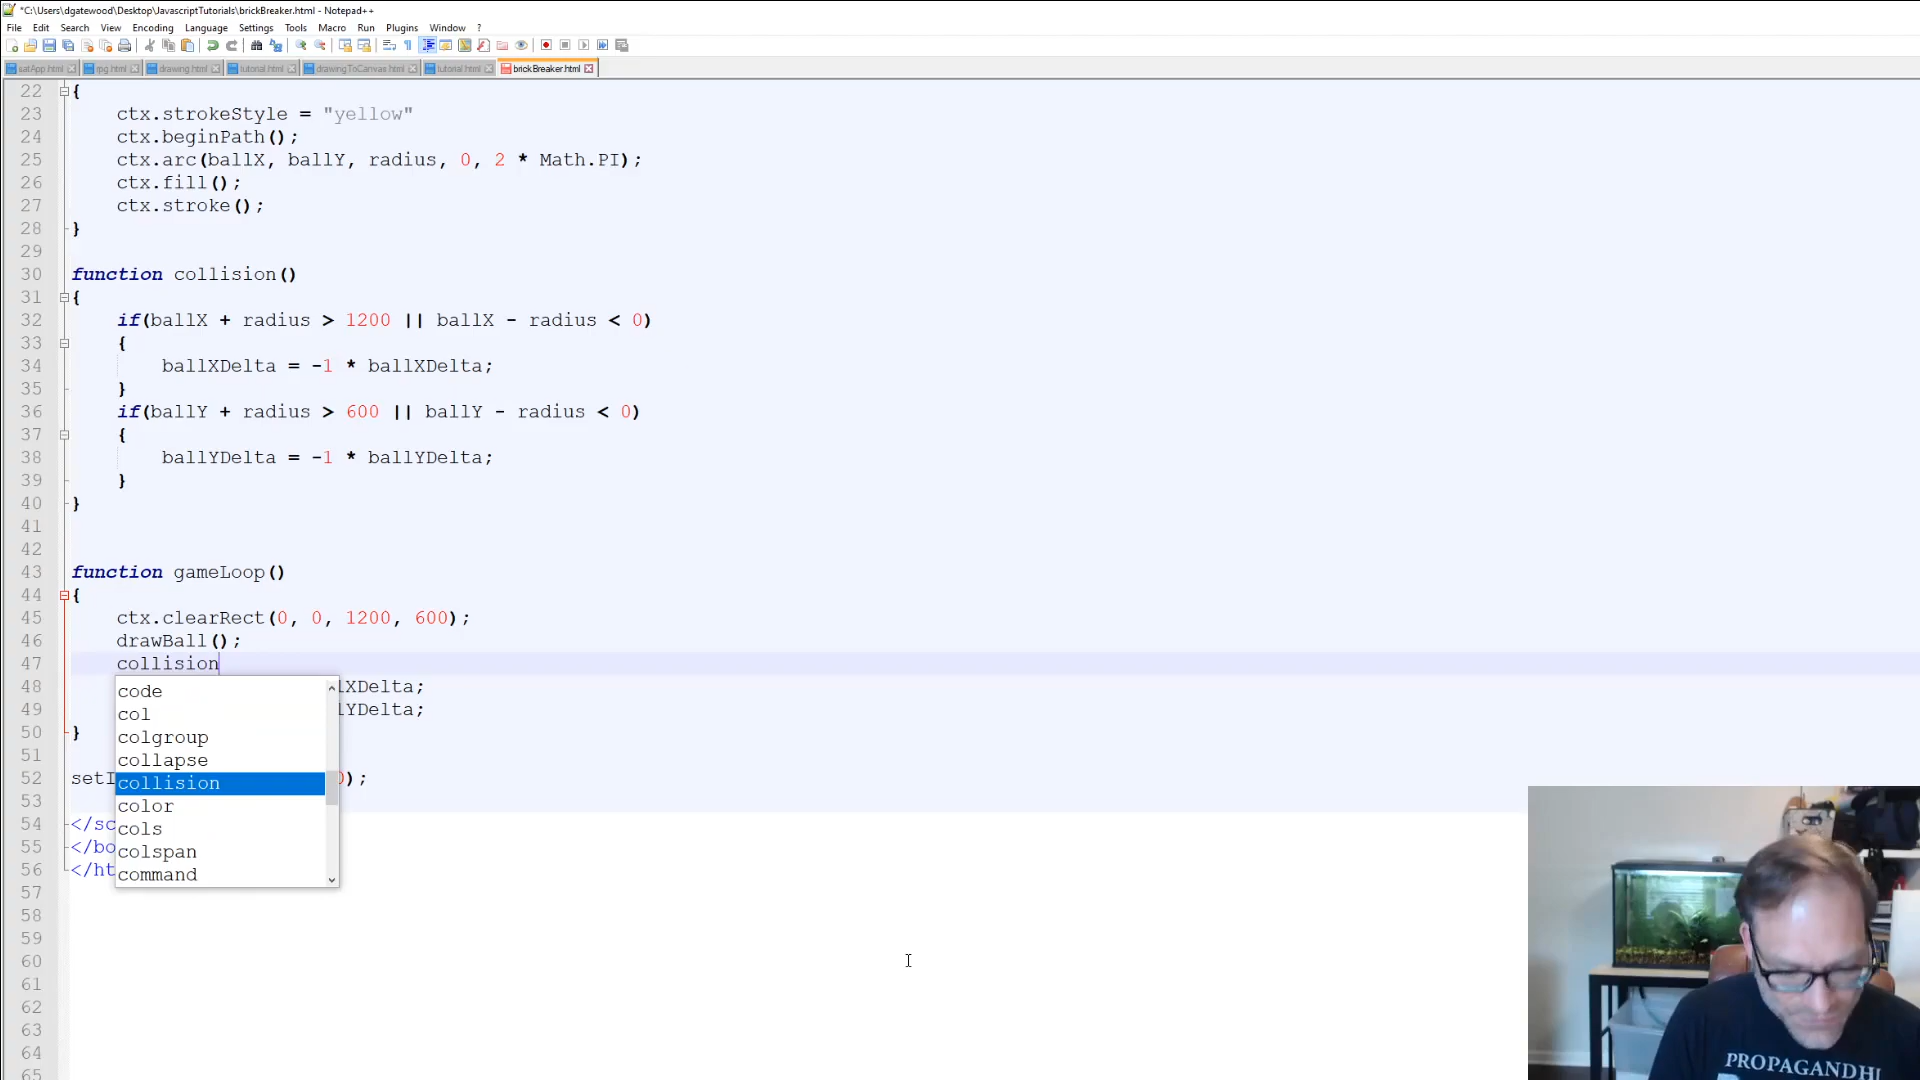 *C:\Users\dgatewood\Desktop\JavascriptTutorials\brickBreaker.html - Notepad++
File Edit Search View Encoding Language Settings Tools Macro Run Plugins Window ?
satApp.html rpg.html drawing.html tutorial.html drawingToCanvas.html tutorial.html brickBreaker.html
22 {
23 ctx.strokeStyle = "yellow"
24 ctx.beginPath();
25 ctx.arc(ballX, ballY, radius, 0, 2 * Math.PI);
26 ctx.fill();
27 ctx.stroke();
28 }
29
30 function collision()
31 {
32 if(ballX + radius > 1200 || ballX - radius < 0)
33 {
34 ballXDelta = -1 * ballXDelta;
35 }
36 if(ballY + radius > 600 || ballY - radius < 0)
37 {
38 ballYDelta = -1 * ballYDelta;
39 }
40 }
41
42
43 function gameLoop()
44 {
45 ctx.clearRect(0, 0, 1200, 600);
46 drawBall();
47 collision
48 lXDelta;
49 lYDelta;
50 }
51
52 setI 0);
53
54 </sc
55 </bo
56 </ht
57
58
59
60
61
62
63
64
65
code
col
colgroup
collapse
collision
color
cols
colspan
command
PROPAGANDHI